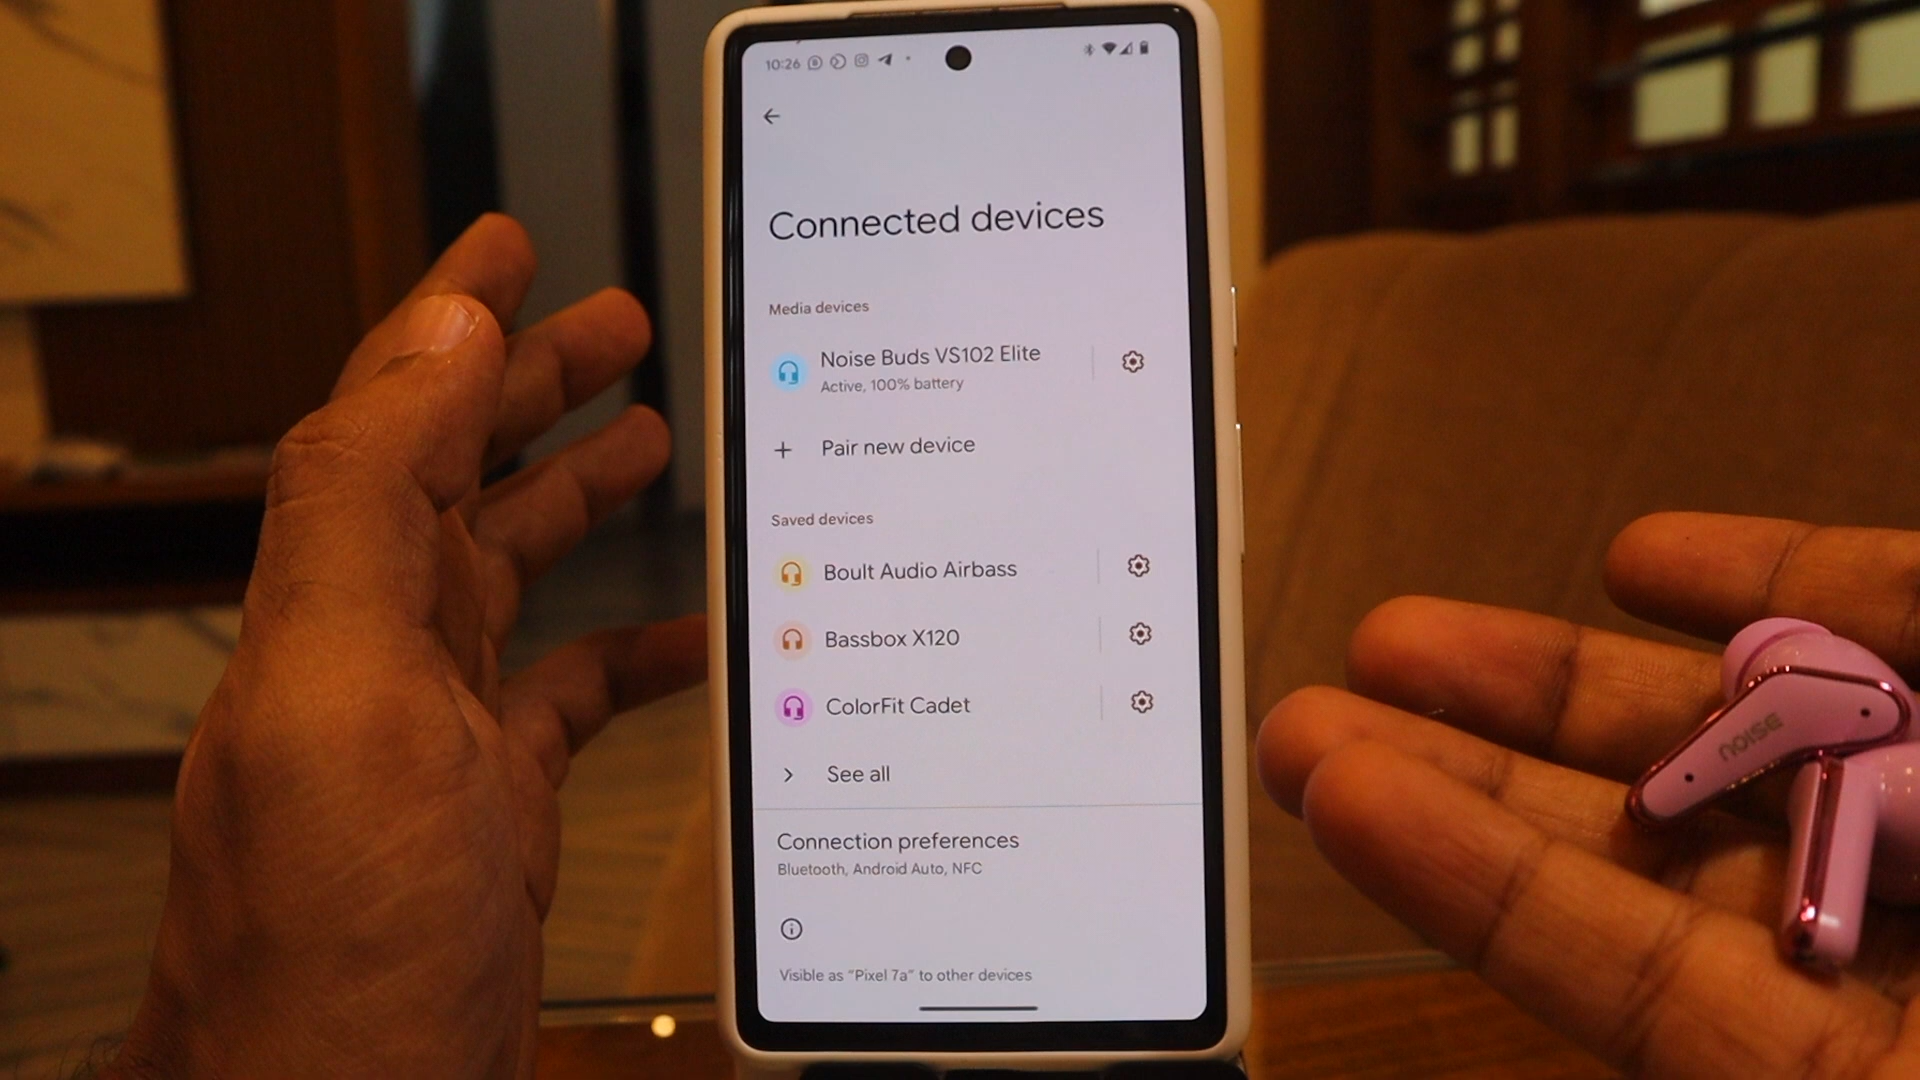 10:26
Connected devices
Media devices
Noise Buds VS102 Elite
Active, 100% battery
Pair new device
Saved devices
Boult Audio Airbass
Bassbox X120
ColorFit Cadet
See all
Connection preferences
Bluetooth, Android Auto, NFC
Visible as "Pixel 7a" to other devices
NOISE